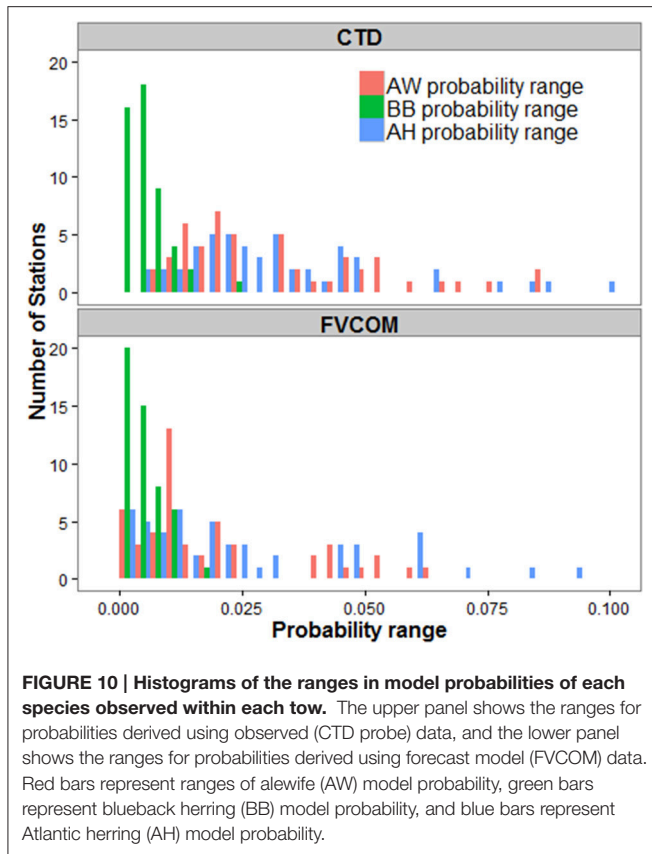 CTD
20
15
10
5
0
AW probability range
BB probability range
AH probability range
Number of Stations
FVCOM
20
15
10
5
0
0.000 0.025 0.050 0.075 0.100
Probability range
FIGURE 10 | Histograms of the ranges in model probabilities of each
species observed within each tow. The upper panel shows the ranges for
probabilities derived using observed (CTD probe) data, and the lower panel
shows the ranges for probabilities derived using forecast model (FVCOM) data.
Red bars represent ranges of alewife (AW) model probability, green bars
represent blueback herring (BB) model probability, and blue bars represent
Atlantic herring (AH) model probability.